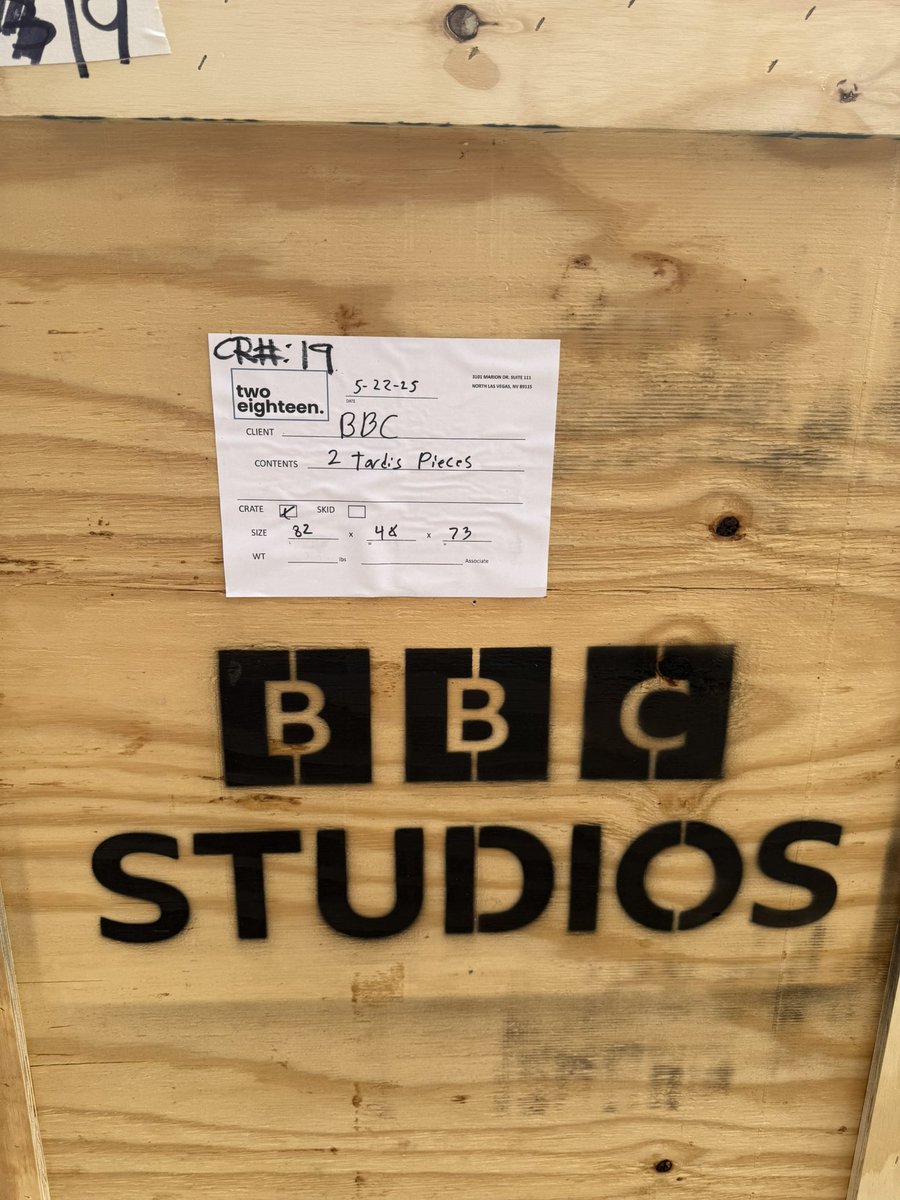 19
CR#: 19
two
eighteen.
5-22-25
DATE
3101 MARION DR. SUITE 111
NORTH LAS VEGAS, NV 89115
CLIENT BBC
CONTENTS 2 Tardis Pieces
CRATE SKID
SIZE 82 x 48 x 73
WT lbs Associate
BBC
STUDIOS